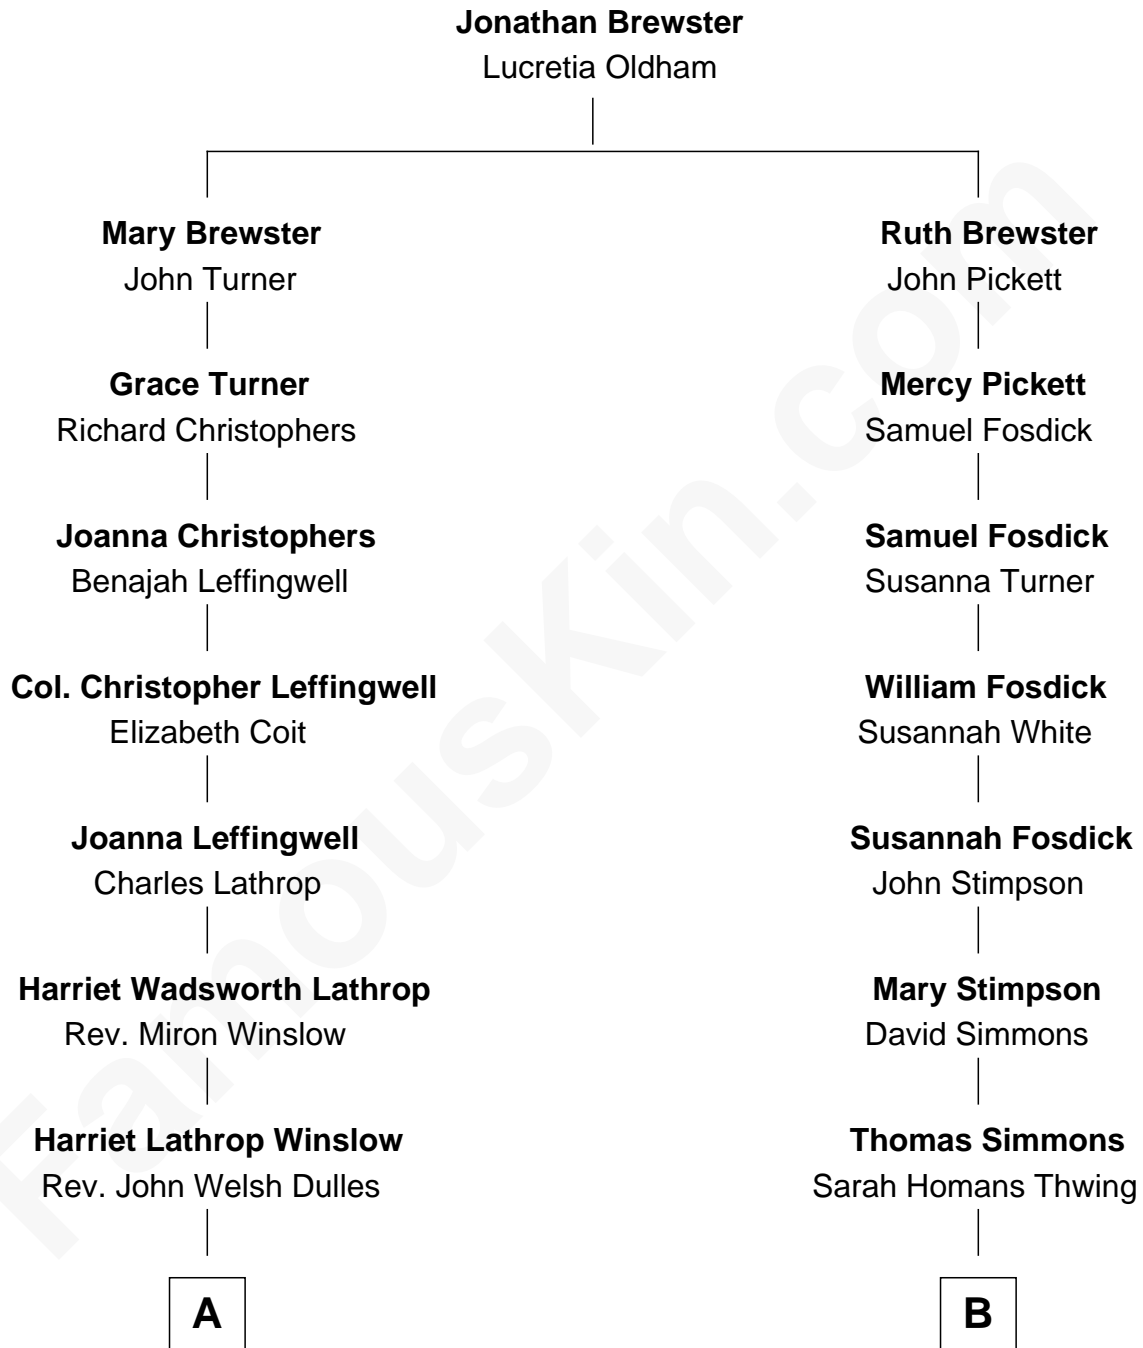 Jonathan Brewster
Lucretia Oldham
Mary Brewster
John Turner
Ruth Brewster
John Pickett
Grace Turner
Richard Christophers
Mercy Pickett
Samuel Fosdick
Joanna Christophers
Benajah Leffingwell
Samuel Fosdick
Susanna Turner
Col. Christopher Leffingwell
Elizabeth Coit
William Fosdick
Susannah White
Joanna Leffingwell
Charles Lathrop
Susannah Fosdick
John Stimpson
Harriet Wadsworth Lathrop
Rev. Miron Winslow
Mary Stimpson
David Simmons
Harriet Lathrop Winslow
Rev. John Welsh Dulles
Thomas Simmons
Sarah Homans Thwing
A
B
FamousKin.com